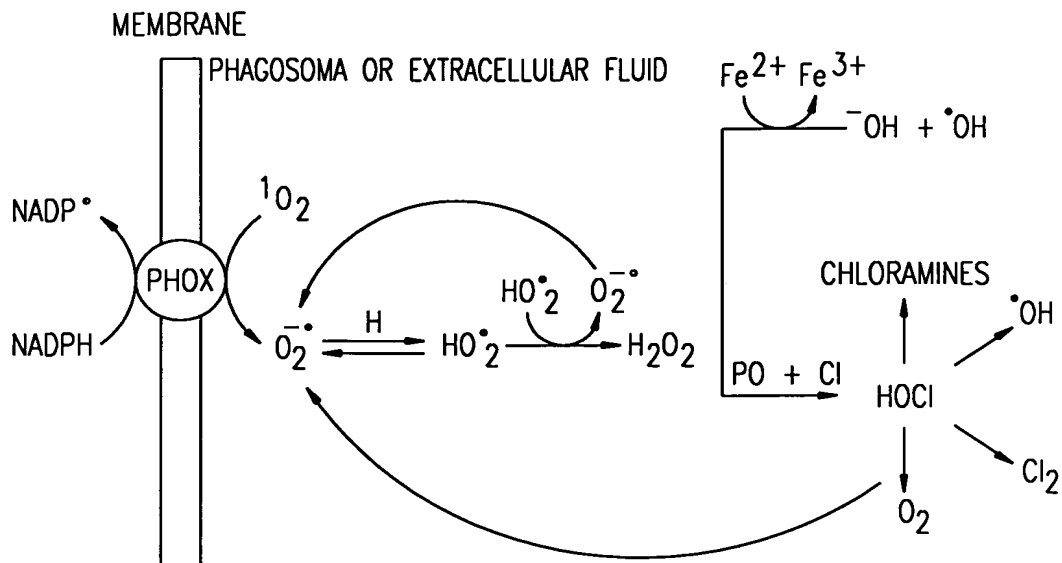 MEMBRANE
PHAGOSOMA OR EXTRACELLULAR FLUID
Fe2+ Fe3+
-OH + •OH
1O2
NADP•
PHOX
NADPH
O2-•
H
HO•2
HO•2
O2-•
H2O2
PO + Cl
CHLORAMINES
•OH
HOCl
Cl2
O2